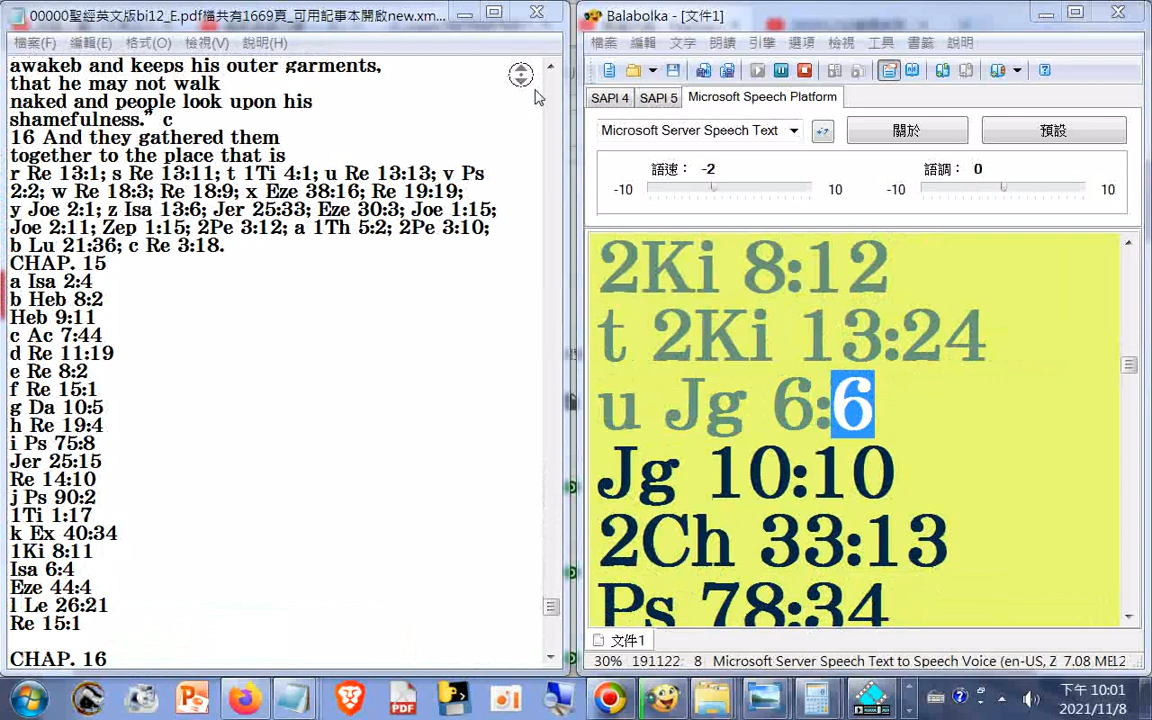 00000聖經英文版bi12_E.pdf檔共有1669頁_可用記事本開啟new.xm...
檔案(F) 編輯(E) 格式(O) 檢視(V) 說明(H)
awakeb and keeps his outer garments,
that he may not walk
naked and people look upon his
shamefulness.” c
16 And they gathered them
together to the place that is
r Re 13:1; s Re 13:11; t 1Ti 4:1; u Re 13:13; v Ps
2:2; w Re 18:3; Re 18:9; x Eze 38:16; Re 19:19;
y Joe 2:1; z Isa 13:6; Jer 25:33; Eze 30:3; Joe 1:15;
Joe 2:11; Zep 1:15; 2Pe 3:12; a 1Th 5:2; 2Pe 3:10;
b Lu 21:36; c Re 3:18.
CHAP. 15
a Isa 2:4
b Heb 8:2
Heb 9:11
c Ac 7:44
d Re 11:19
e Re 8:2
f Re 15:1
g Da 10:5
h Re 19:4
i Ps 75:8
Jer 25:15
Re 14:10
j Ps 90:2
1Ti 1:17
k Ex 40:34
1Ki 8:11
Isa 6:4
Eze 44:4
l Le 26:21
Re 15:1
CHAP. 16
Balabolka - [文件1]
檔案 編輯 文字 朗讀 引擎 選項 檢視 工具 書籤 說明
SAPI 4 SAPI 5 Microsoft Speech Platform
Microsoft Server Speech Text 關於 預設
語速： -2 語調： 0
-10 10 -10 10
2Ki 8:12
t 2Ki 13:24
u Jg 6:6
Jg 10:10
2Ch 33:13
Ps 78:34
文件1
30% 191122: 8 Microsoft Server Speech Text to Speech Voice (en-US, Z 7.08 ME12
PDF
下午 10:01
2021/11/8